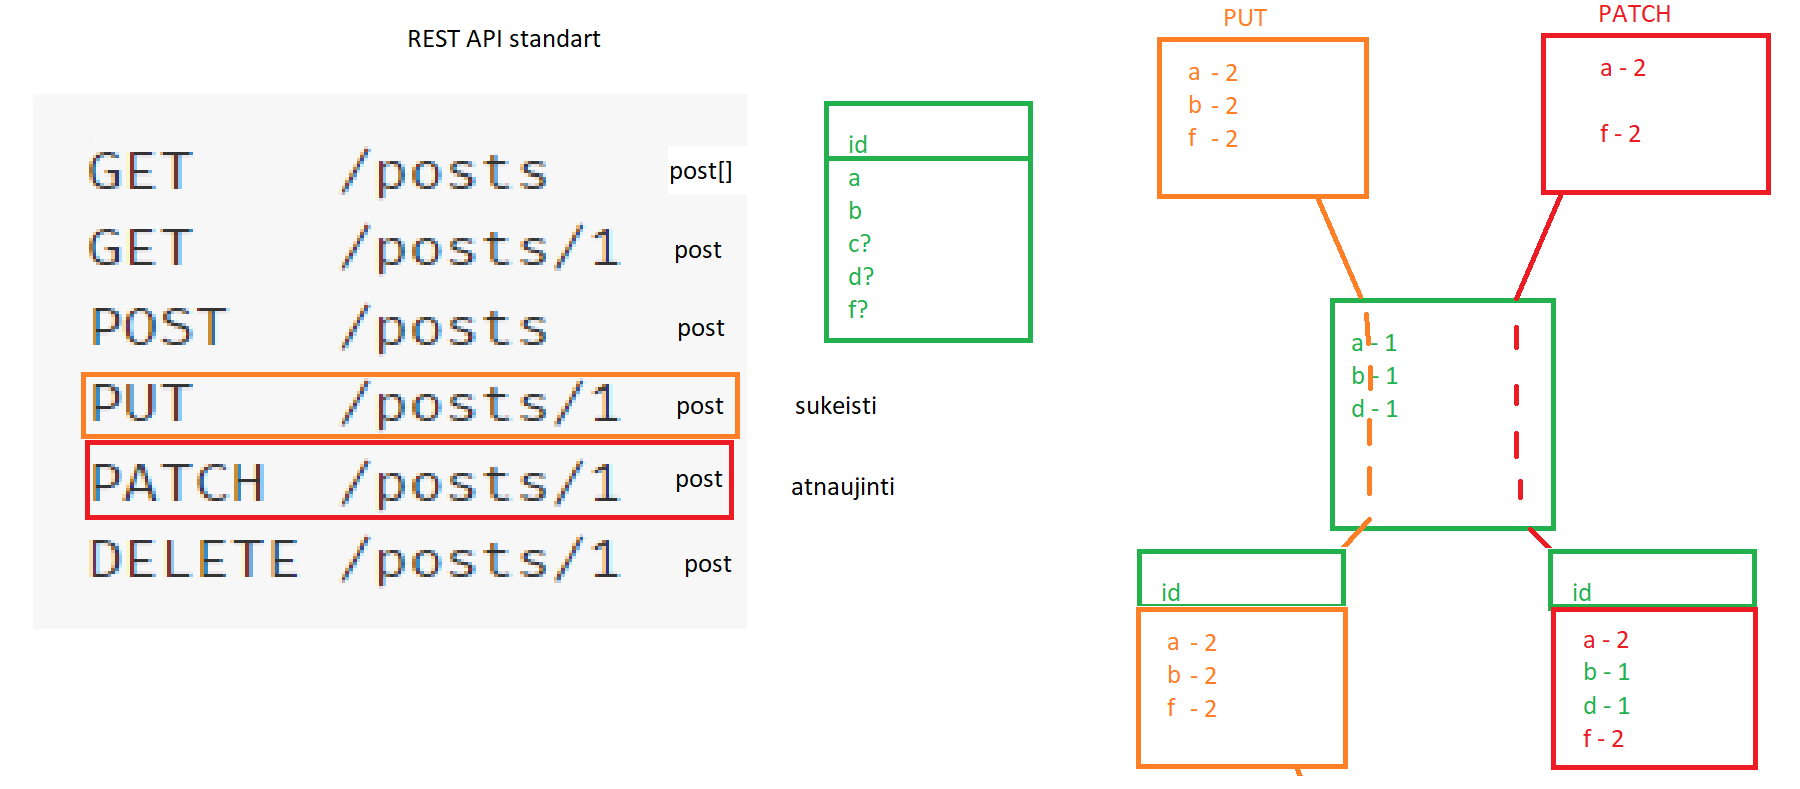 REST API standart
GET /posts post[]
GET /posts/1 post
POST /posts post
PUT /posts/1 post sukeisti
PATCH /posts/1 post atnaujinti
DELETE /posts/1 post
id
a
b
c?
d?
f?
PUT
a - 2
b - 2
f - 2
PATCH
a - 2
f - 2
a - 1
b - 1
d - 1
id
a - 2
b - 2
f - 2
id
a - 2
b - 1
d - 1
f - 2